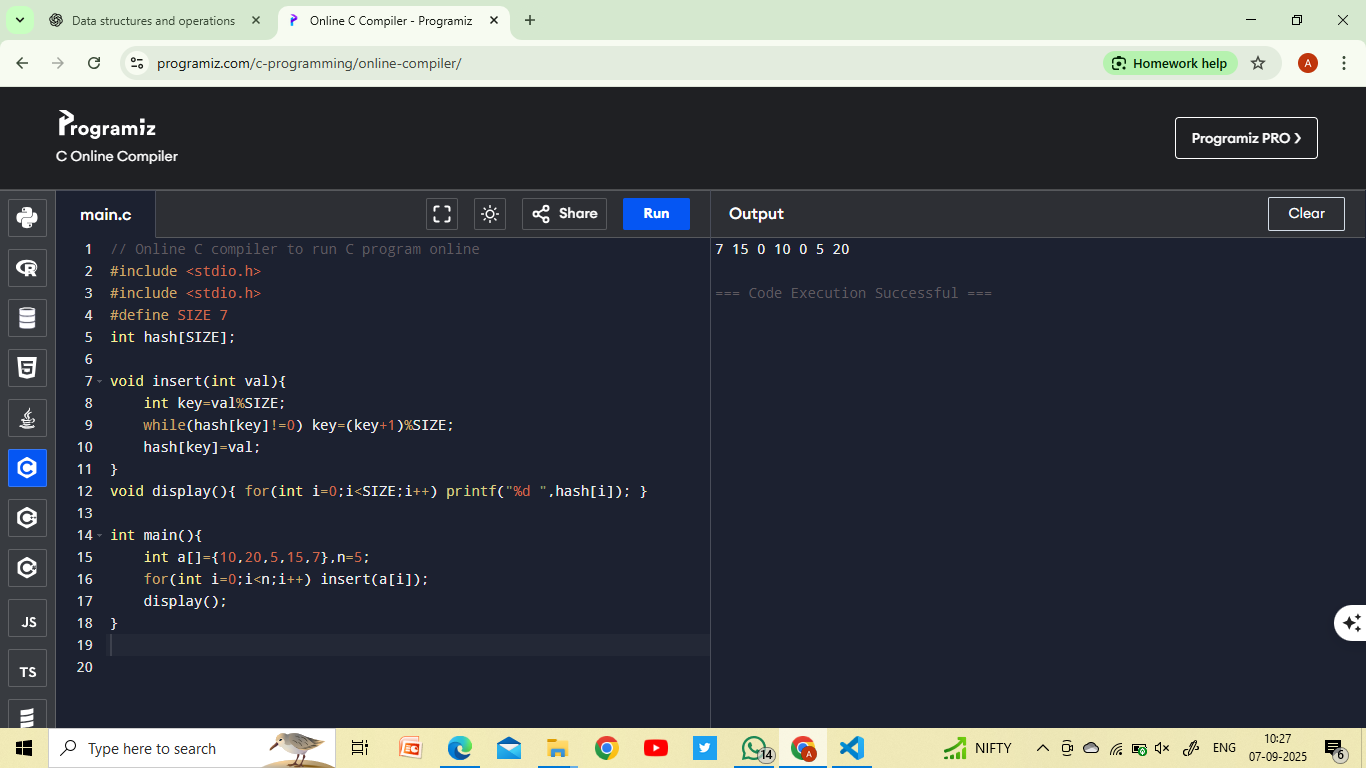 Data structures and operations
Online C Compiler - Programiz
programiz.com/c-programming/online-compiler/
Homework help
A
Programiz
C Online Compiler
Programiz PRO
main.c
Share
Run
Output
Clear
1 // Online C compiler to run C program online
2 #include <stdio.h>
3 #include <stdio.h>
4 #define SIZE 7
5 int hash[SIZE];
6
7 void insert(int val){
8 int key=val%SIZE;
9 while(hash[key]!=0) key=(key+1)%SIZE;
10 hash[key]=val;
11 }
12 void display(){ for(int i=0;i<SIZE;i++) printf("%d ",hash[i]); }
13
14 int main(){
15 int a[]={10,20,5,15,7},n=5;
16 for(int i=0;i<n;i++) insert(a[i]);
17 display();
18 }
19
20
7 15 0 10 0 5 20
=== Code Execution Successful ===
JS
TS
Type here to search
14
A
NIFTY
ENG
10:27
07-09-2025
6